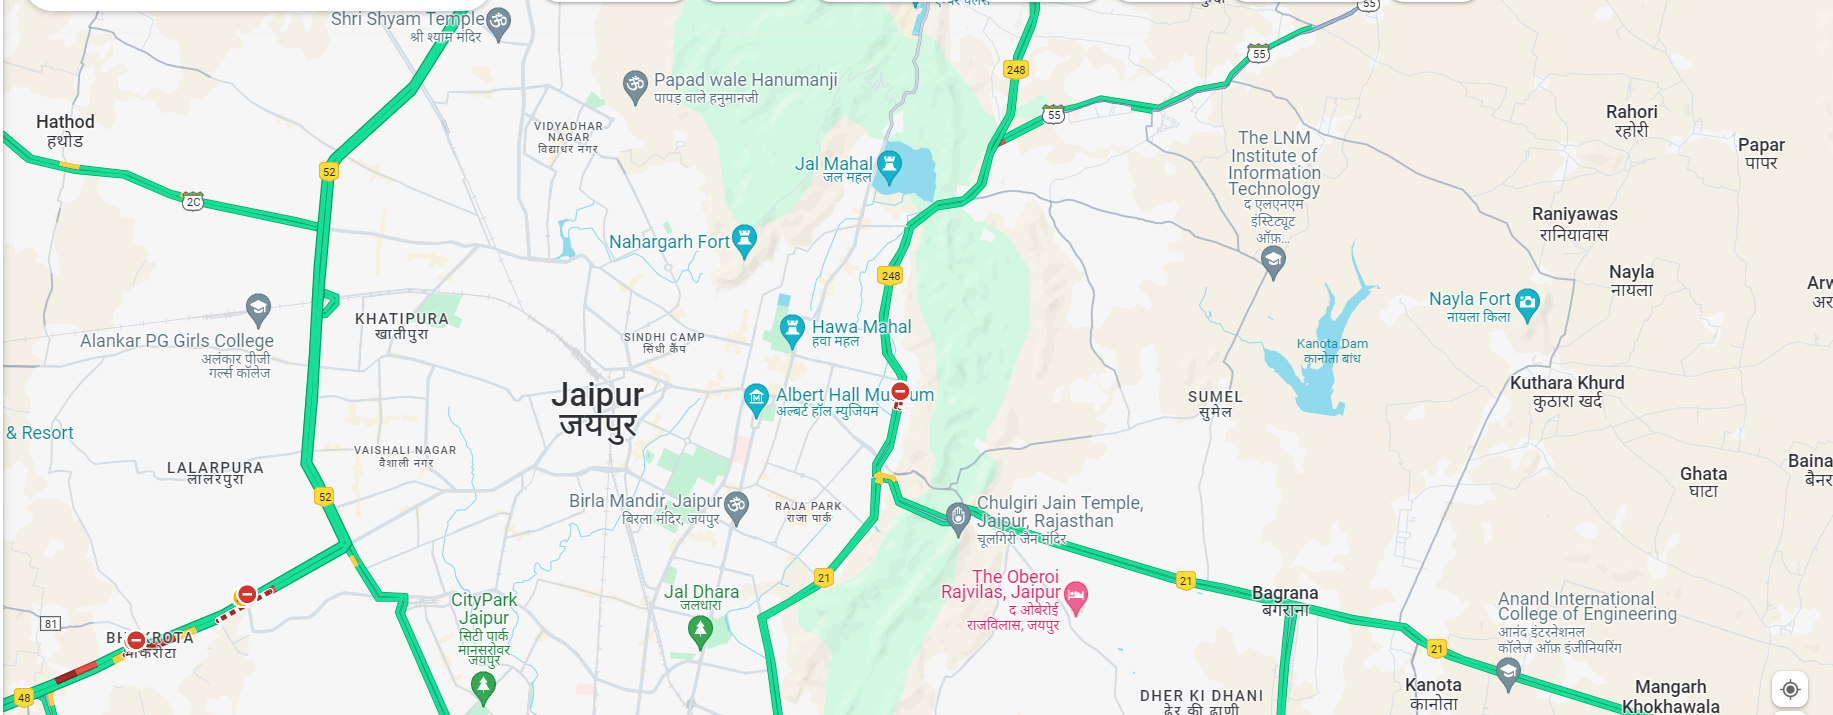 Shri Shyam Temple
श्री श्याम मंदिर
55
248
55
Papad wale Hanumanji
पापड़ वाले हनुमानजी
55
Hathod
हथोड
VIDYADHAR
NAGAR
विद्याधर नगर
Rahori
रहोरी
The LNM
Institute of
Information
Technology
द एलएनएम
इंस्टिट्यूट
ऑफ़...
Papar
पापर
52
Jal Mahal
जल महल
2C
Raniyawas
रानियावास
Nahargarh Fort
248
Nayla
नायला
Nayla Fort
नायला किला
Alankar PG Girls College
अलंकार पीजी
गर्ल्स कॉलेज
KHATIPURA
खातीपुरा
SINDHI CAMP
सिंधी कैंप
Hawa Mahal
हवा महल
Kanota Dam
कानोता बांध
Jaipur
जयपुर
Albert Hall
अल्बर्ट हॉल म्युजियम
SUMEL
सुमेल
Kuthara Khurd
कुठारा खर्द
& Resort
LALARPURA
लालरपुरा
VAISHALI NAGAR
वैशाली नगर
Ghata
घाटा
52
Birla Mandir, Jaipur
बिरला मंदिर, जयपुर
RAJA PARK
राजा पार्क
Chulgiri Jain Temple,
Jaipur, Rajasthan
चूलगिरी जैन मंदिर
21
21
The Oberoi
Rajvilas, Jaipur
द ओबेरोई
राजविलास, जयपुर
Bagrana
बगराना
Jal Dhara
जलधारा
CityPark
Jaipur
सिटी पार्क
मानसरोवर
जयपुर
Anand International
College of Engineering
आनंद इंटरनेशनल
कॉलेज ऑफ़ इंजीनियरिंग
81
21
48
DHER KI DHANI
ढेर की ढाणी
Kanota
कानोता
Mangarh
Khokhawala